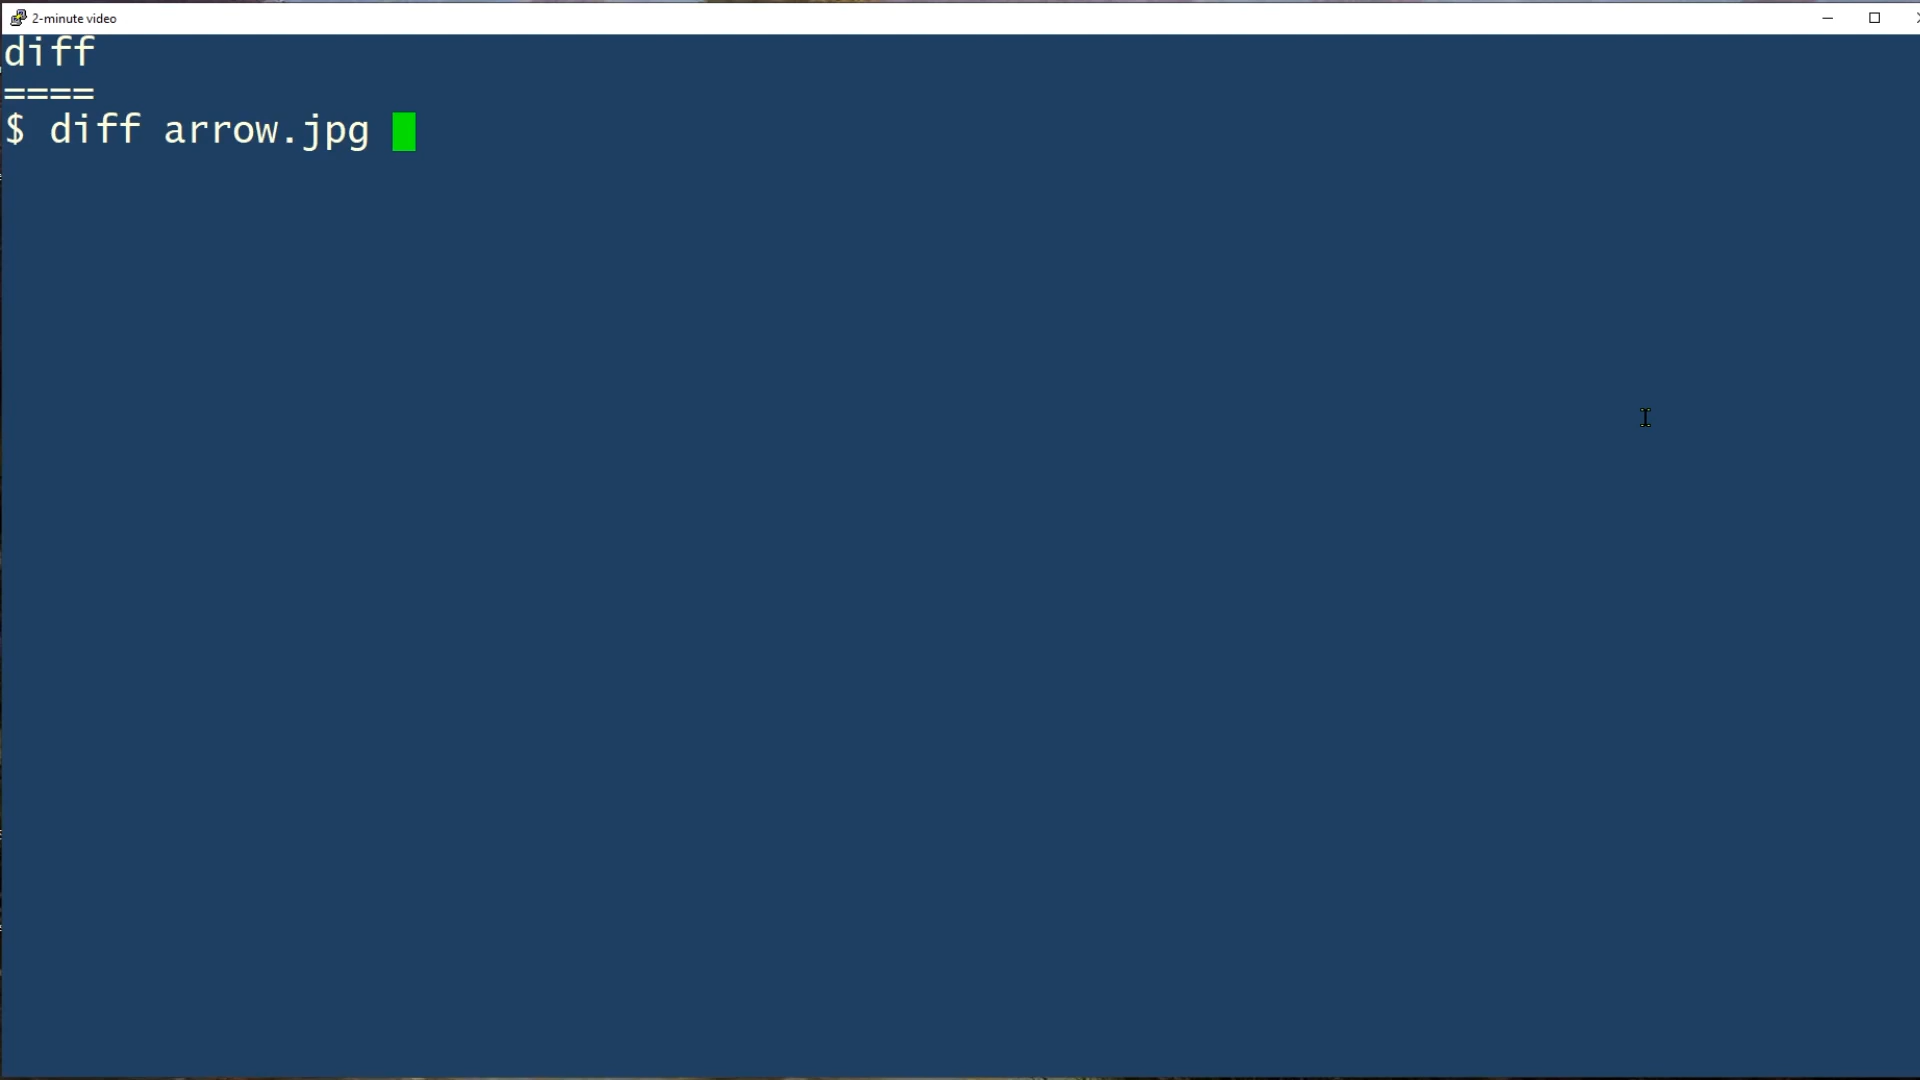 2-minute video
diff
====
$ diff arrow.jpg